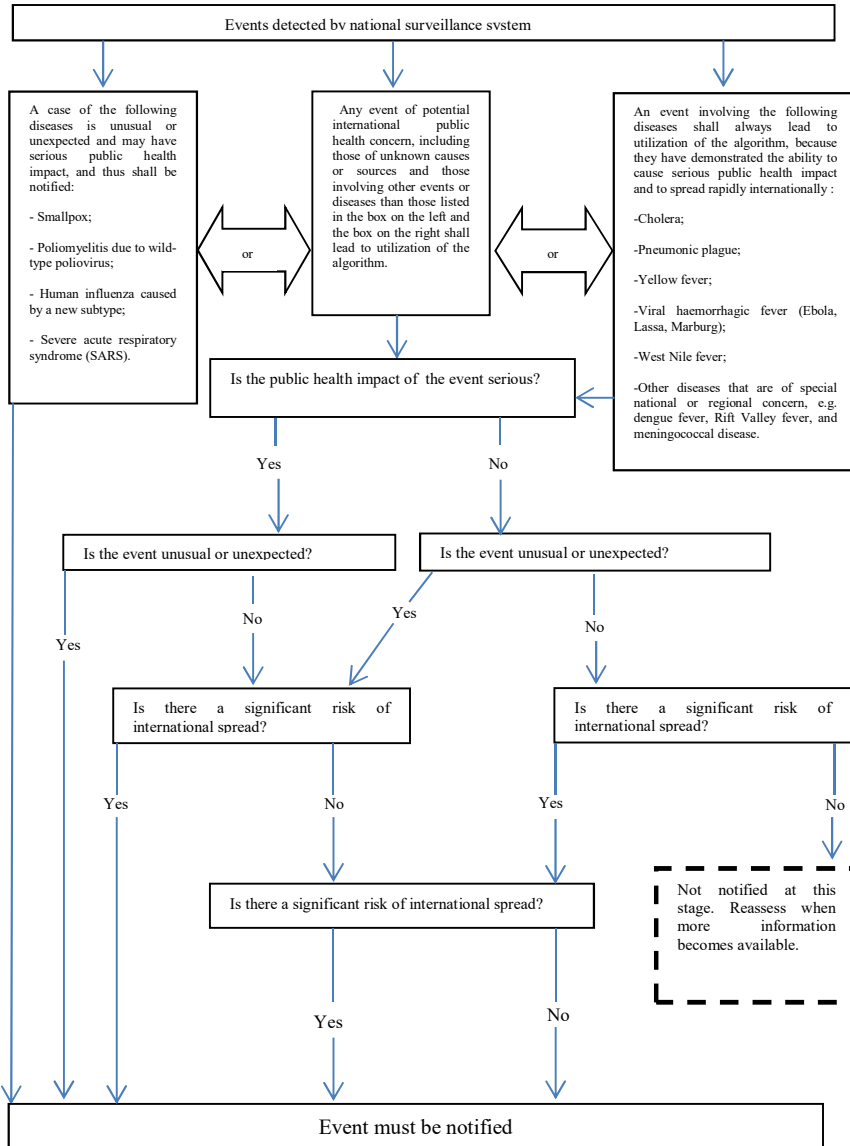 Events detected by national surveillance system
A case of the following
diseases is unusual or
unexpected and may have
serious public health
impact, and thus shall be
notified:
- Smallpox;
- Poliomyelitis due to wild-
type poliovirus;
- Human influenza caused
by a new subtype;
- Severe acute respiratory
syndrome (SARS).
or
Any event of potential
international public
health concern, including
those of unknown causes
or sources and those
involving other events or
diseases than those listed
in the box on the left and
the box on the right shall
lead to utilization of the
algorithm.
or
An event involving the following
diseases shall always lead to
utilization of the algorithm, because
they have demonstrated the ability to
cause serious public health impact
and to spread rapidly internationally :
-Cholera;
-Pneumonic plague;
-Yellow fever;
-Viral haemorrhagic fever (Ebola,
Lassa, Marburg);
-West Nile fever;
-Other diseases that are of special
national or regional concern, e.g.
dengue fever, Rift Valley fever, and
meningococcal disease.
Is the public health impact of the event serious?
Yes
No
Is the event unusual or unexpected?
Is the event unusual or unexpected?
Yes
No
Yes
No
Is there a significant risk of
international spread?
Is there a significant risk of
international spread?
Yes
No
Yes
No
Is there a significant risk of international spread?
Not notified at this
stage. Reassess when
more information
becomes available.
Yes
No
Event must be notified